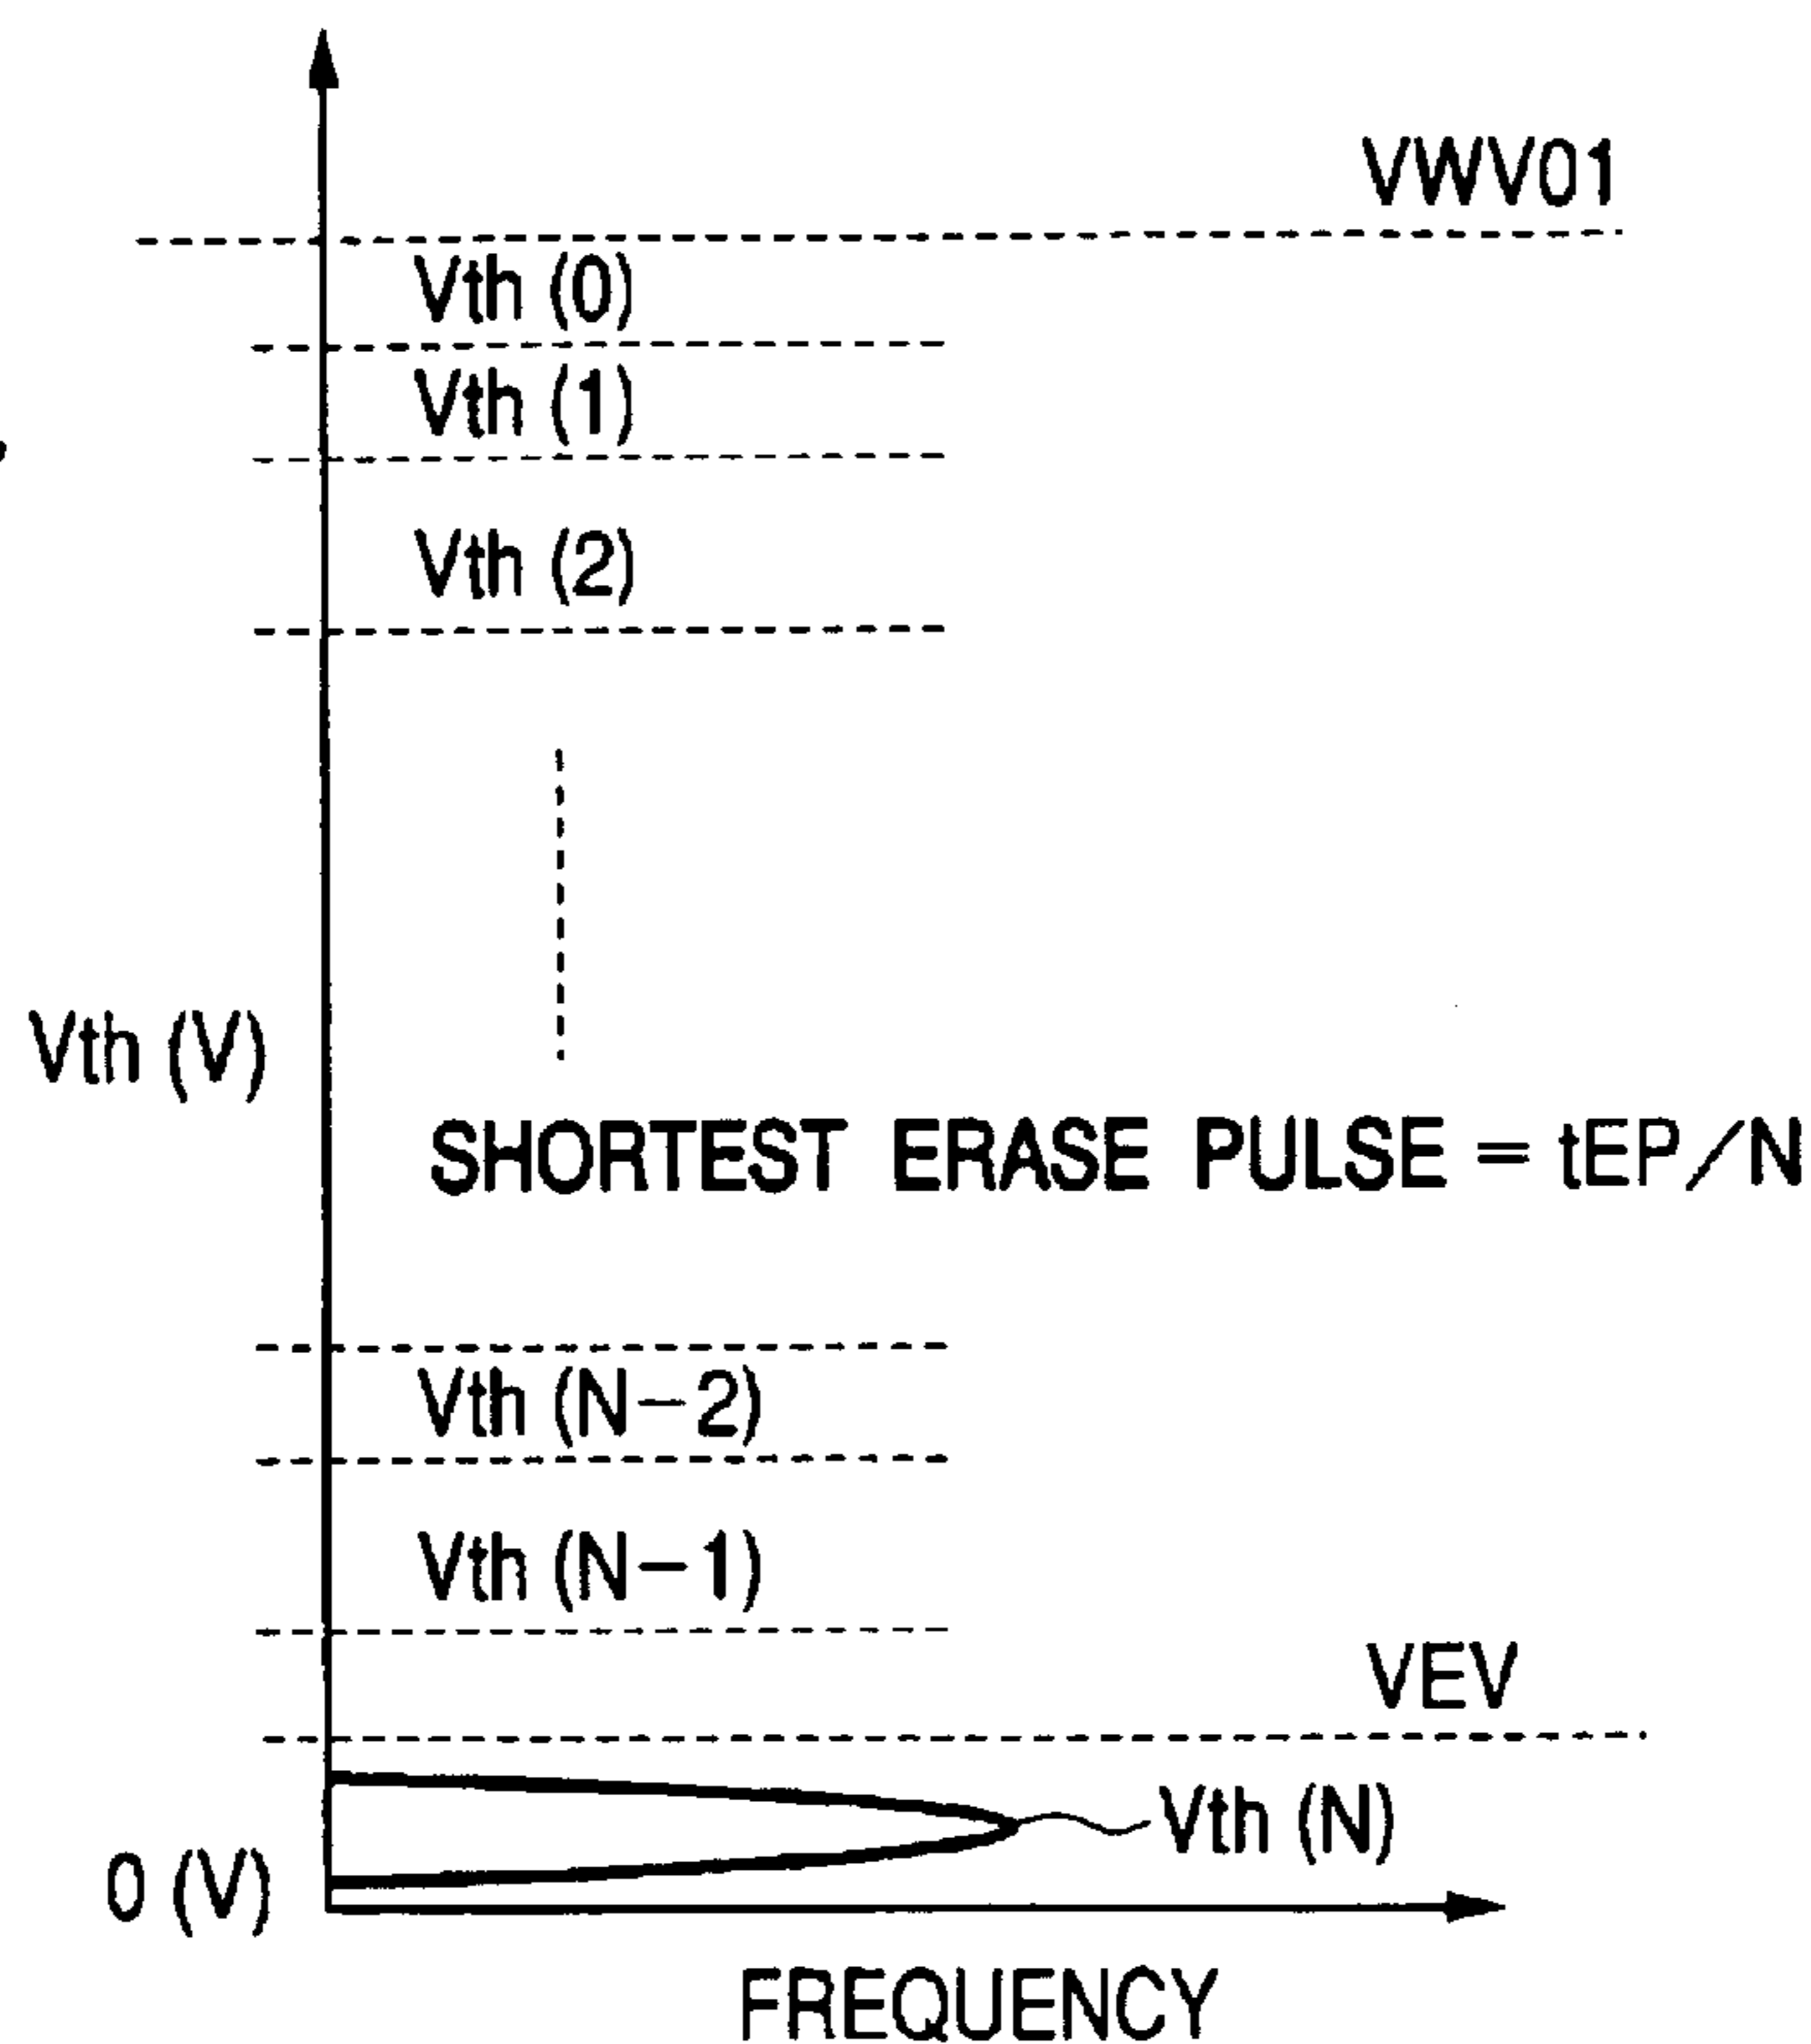 VWV01
Vth (0)
Vth (1)
Vth (2)
Vth (V)
SHORTEST ERASE PULSE = tEP/N
Vth (N-2)
Vth (N-1)
VEV
Vth (N)
0 (V)
FREQUENCY